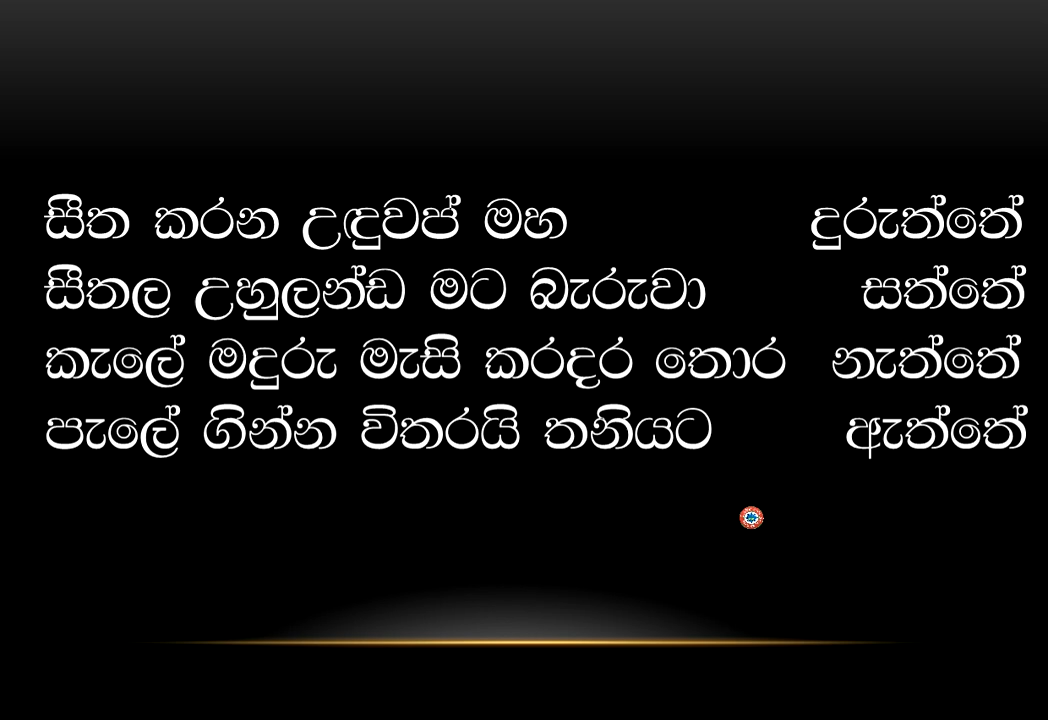 සීත කරන උඳුවප් මහ දුරුත්තේ
සීතල උහුලන්ඩ මට බැරුවා සත්තේ
කැලේ මදුරු මැසි කරදර තොර නැත්තේ
පැලේ ගින්න විතරයි තනියට ඇත්තේ